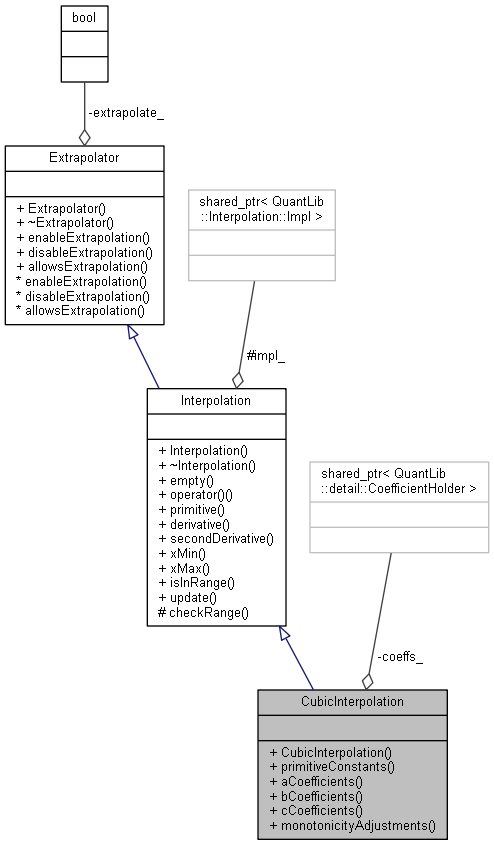 bool
-extrapolate_
Extrapolator
+ Extrapolator()
+ ~Extrapolator()
+ enableExtrapolation()
+ disableExtrapolation()
+ allowsExtrapolation()
* enableExtrapolation()
* disableExtrapolation()
* allowsExtrapolation()
shared_ptr< QuantLib
::Interpolation::Impl >
#impl_
Interpolation
+ Interpolation()
+ ~Interpolation()
+ empty()
+ operator()()
+ primitive()
+ derivative()
+ secondDerivative()
+ xMin()
+ xMax()
+ isInRange()
+ update()
# checkRange()
shared_ptr< QuantLib
::detail::CoefficientHolder >
-coeffs_
CubicInterpolation
+ CubicInterpolation()
+ primitiveConstants()
+ aCoefficients()
+ bCoefficients()
+ cCoefficients()
+ monotonicityAdjustments()